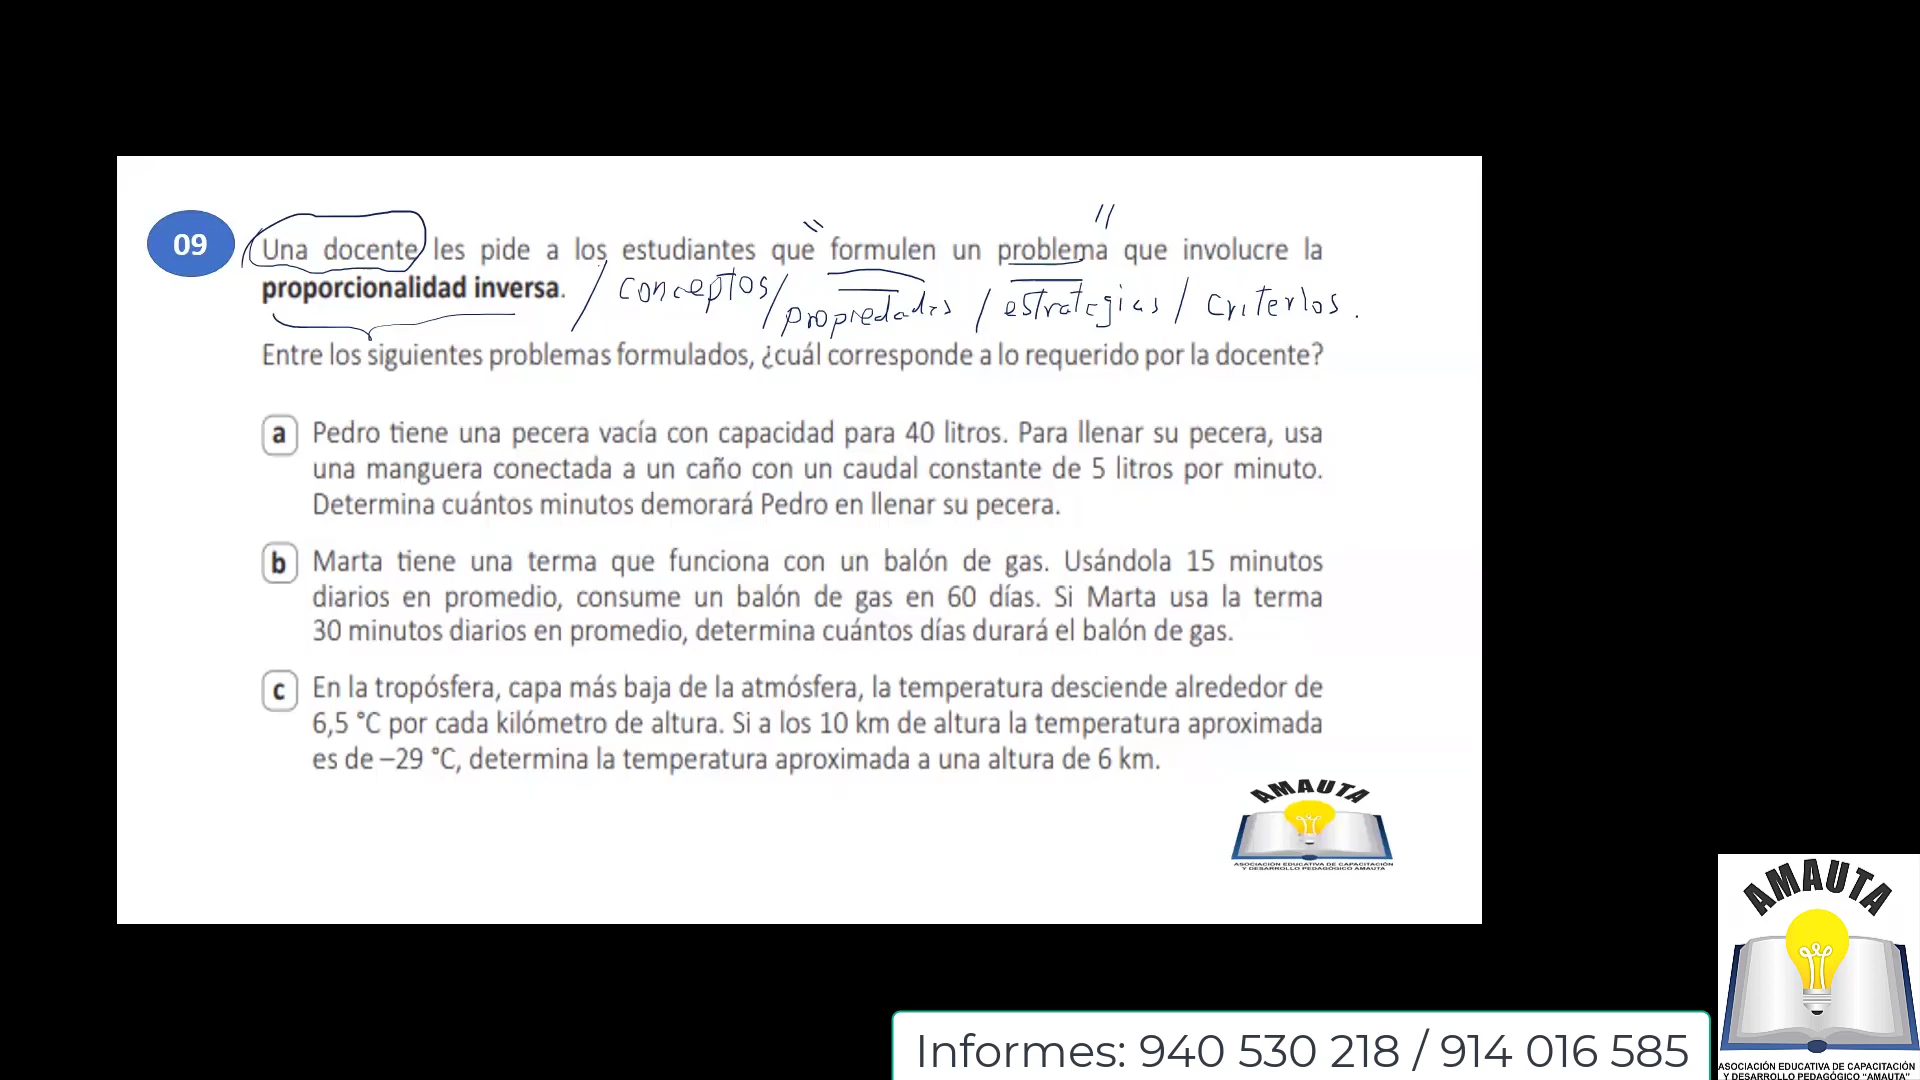 09
Una docente les pide a los estudiantes que formulen un problema que involucre la
proporcionalidad inversa. / conceptos / propiedades / estrategias / criterios.
Entre los siguientes problemas formulados, ¿cuál corresponde a lo requerido por la docente?
a Pedro tiene una pecera vacía con capacidad para 40 litros. Para llenar su pecera, usa
una manguera conectada a un caño con un caudal constante de 5 litros por minuto.
Determina cuántos minutos demorará Pedro en llenar su pecera.
b Marta tiene una terma que funciona con un balón de gas. Usándola 15 minutos
diarios en promedio, consume un balón de gas en 60 días. Si Marta usa la terma
30 minutos diarios en promedio, determina cuántos días durará el balón de gas.
c En la tropósfera, capa más baja de la atmósfera, la temperatura desciende alrededor de
6,5 °C por cada kilómetro de altura. Si a los 10 km de altura la temperatura aproximada
es de –29 °C, determina la temperatura aproximada a una altura de 6 km.
AMAUTA
ASOCIACIÓN EDUCATIVA DE CAPACITACIÓN
Y DESARROLLO PEDAGÓGICO AMAUTA
AMAUTA
ASOCIACIÓN EDUCATIVA DE CAPACITACIÓN
Y DESARROLLO PEDAGÓGICO "AMAUTA"
Informes: 940 530 218 / 914 016 585